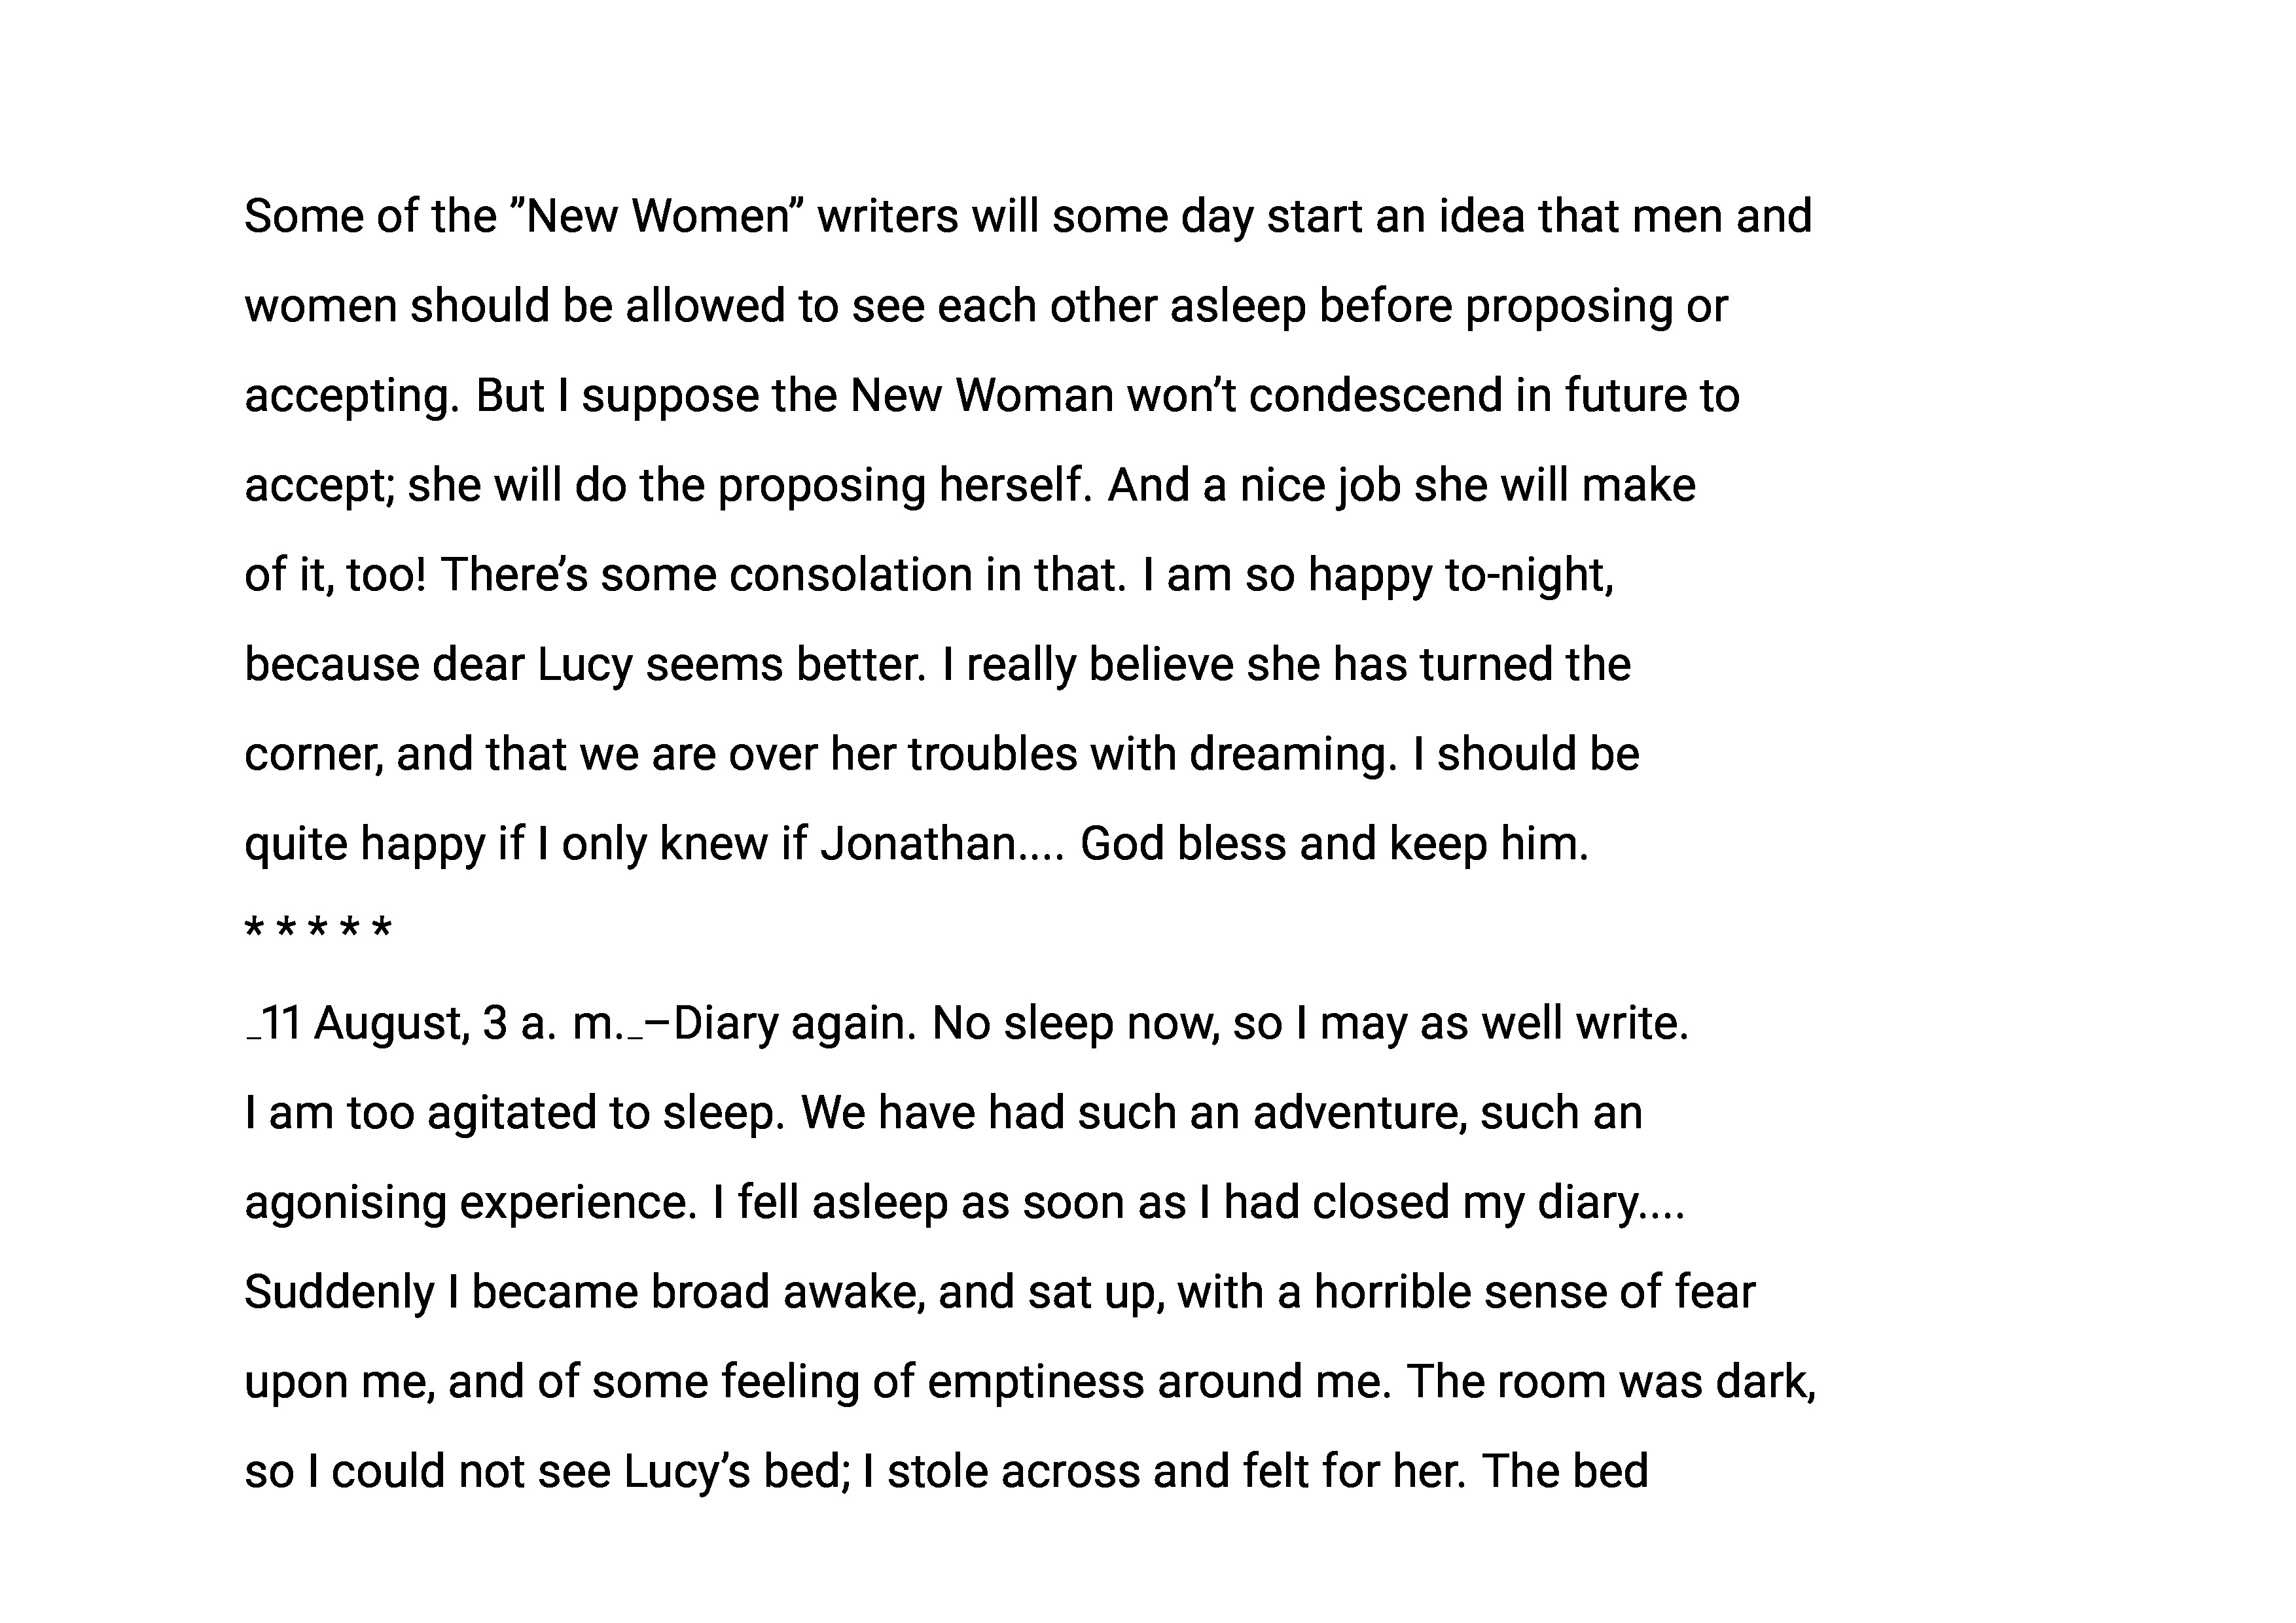 Some of the ”New Women” writers will some day start an idea that men and
women should be allowed to see each other asleep before proposing or
accepting. But I suppose the New Woman won’t condescend in future to
accept; she will do the proposing herself. And a nice job she will make
of it, too! There’s some consolation in that. I am so happy to-night,
because dear Lucy seems better. I really believe she has turned the
corner, and that we are over her troubles with dreaming. I should be
quite happy if I only knew if Jonathan.... God bless and keep him.
* * * * *
_11 August, 3 a. m._–Diary again. No sleep now, so I may as well write.
I am too agitated to sleep. We have had such an adventure, such an
agonising experience. I fell asleep as soon as I had closed my diary....
Suddenly I became broad awake, and sat up, with a horrible sense of fear
upon me, and of some feeling of emptiness around me. The room was dark,
so I could not see Lucy’s bed; I stole across and felt for her. The bed